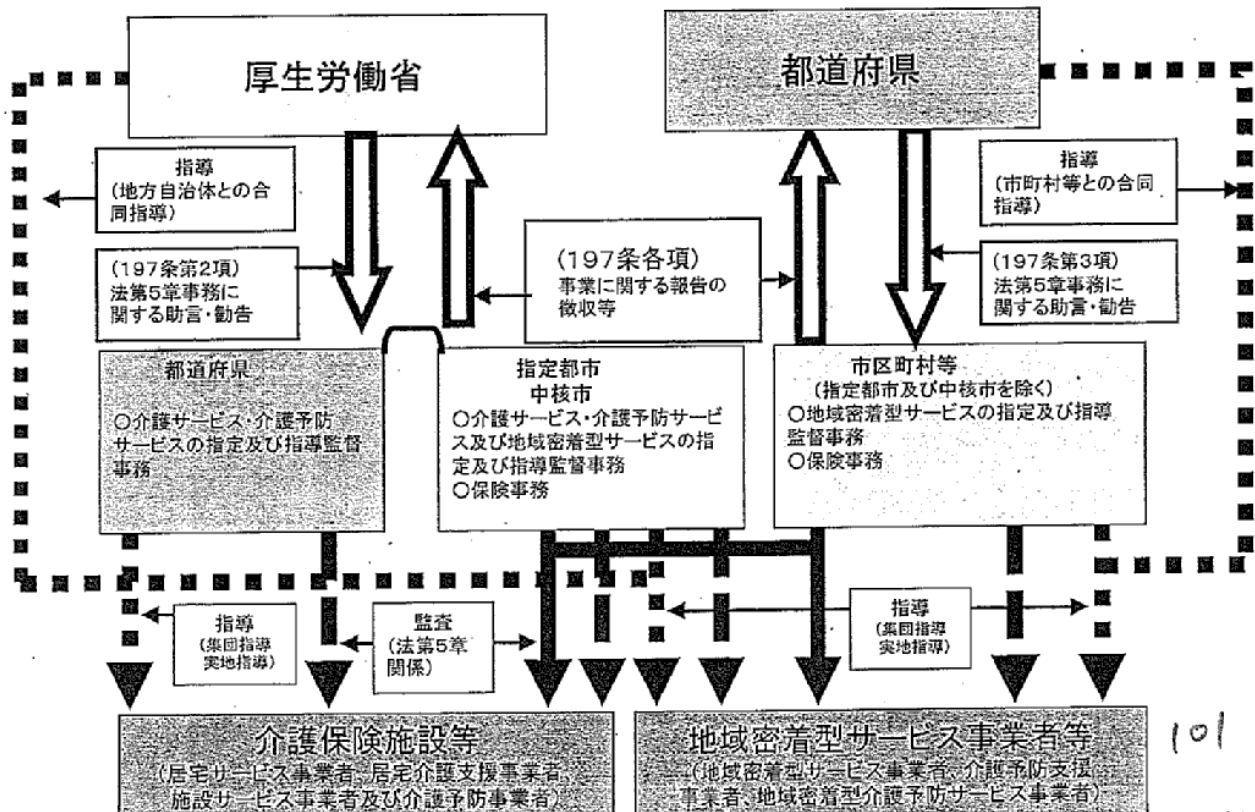 厚生労働省
都道府県
指導
(地方自治体との合
同指導)
指導
(市町村等との合同
指導)
(197条第2項)
法第5章事務に
関する助言・勧告
(197条各項)
事業に関する報告の
徴収等
(197条第3項)
法第5章事務に
関する助言・勧告
都道府県
○介護サービス・介護予防
サービスの指定及び指導監督
事務
指定都市
中核市
○介護サービス・介護予防サービ
ス及び地域密着型サービスの指
定及び指導監督事務
○保険事務
市区町村等
(指定都市及び中核市を除く)
○地域密着型サービスの指定及び指導
監督事務
○保険事務
指導
(集団指導
実地指導)
監査
(法第5章
関係)
指導
(集団指導
実地指導)
介護保険施設等
(居宅サービス事業者、居宅介護支援事業者、
施設サービス事業者及び介護予防事業者)
地域密着型サービス事業者等
(地域密着型サービス事業者、介護予防支援
事業者、地域密着型介護予防サービス事業者)
101